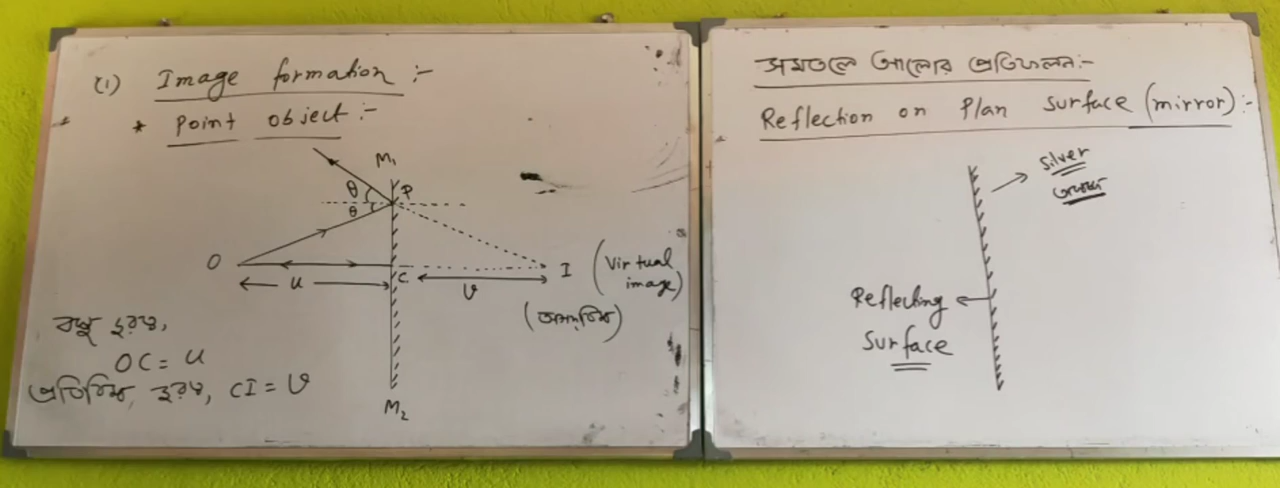 (1) Image formation :-
* Point object :-
M₁
θ
P
θ
O
C
I
(Virtual image)
u
v
বস্তু দূরত্ব,
OC = u
প্রতিবিম্ব, দূরত্ব, CI = v
M₂
সমতলে আলোর প্রতিফলন:-
Reflection on Plan surface (mirror) :-
Silver
Reflecting
Surface